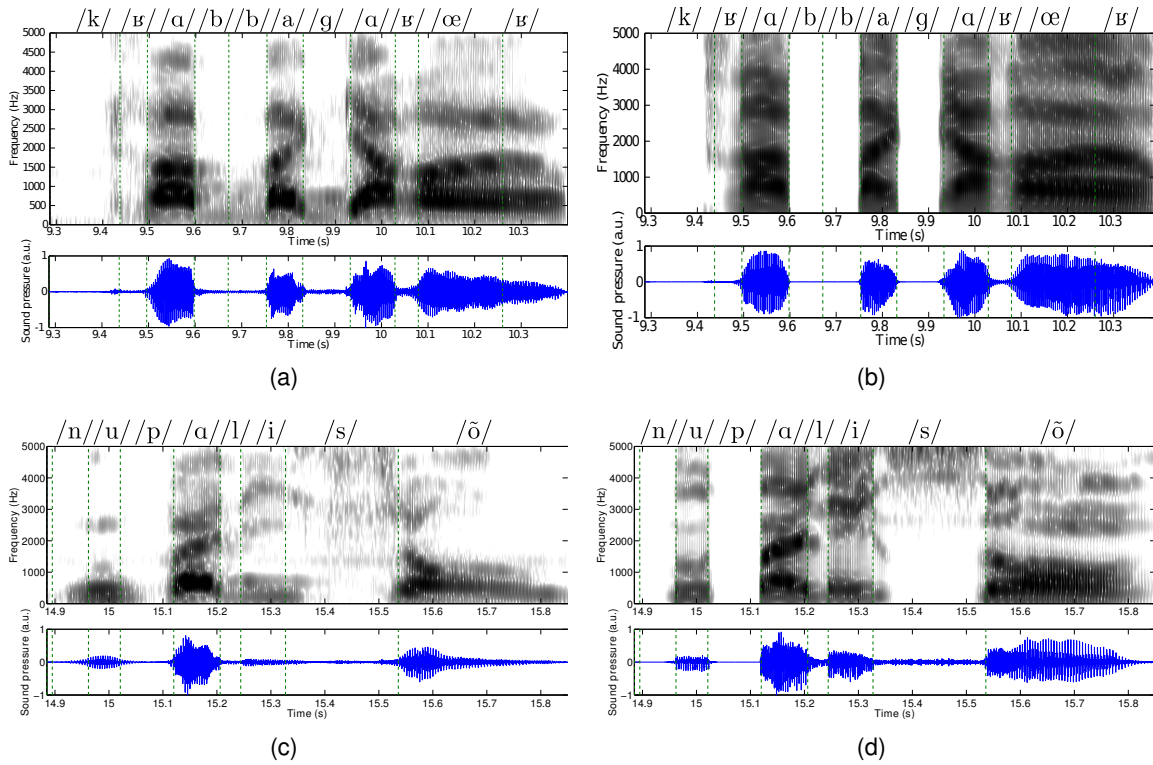 /k/ʁ/ɑ/b/b/a/g/ɑ/ʁ/œ/ʁ/
Frequency (Hz)
5000
4500
4000
3500
3000
2500
2000
1500
1000
500
0
9.3 9.4 9.5 9.6 9.7 9.8 9.9 10 10.1 10.2 10.3
Time (s)
Sound pressure (a.u.)
1
0
-1
9.3 9.4 9.5 9.6 9.7 9.8 9.9 10 10.1 10.2 10.3
Time (s)
(a)
/k/ʁ/ɑ/b/b/a/g/ɑ/ʁ/œ/ʁ/
Frequency (Hz)
5000
4000
3000
2000
1000
0
9.3 9.4 9.5 9.6 9.7 9.8 9.9 10 10.1 10.2 10.3
Time (s)
Sound pressure (a.u.)
1
0
-1
9.3 9.4 9.5 9.6 9.7 9.8 9.9 10 10.1 10.2 10.3
Time (s)
(b)
/n/u/p/ɑ/l/i/ /s/ /õ/
Frequency (Hz)
5000
4000
3000
2000
1000
0
14.9 15 15.1 15.2 15.3 15.4 15.5 15.6 15.7 15.8
Sound pressure (a.u.)
1
0
-1
14.9 15 15.1 15.2 15.3 15.4 15.5 15.6 15.7 15.8
Time (s)
(c)
/n/u/p/ɑ/l/i/ /s/ /õ/
Frequency (Hz)
5000
4000
3000
2000
1000
0
14.9 15 15.1 15.2 15.3 15.4 15.5 15.6 15.7 15.8
Sound pressure (a.u.)
1
0
-1
14.9 15 15.1 15.2 15.3 15.4 15.5 15.6 15.7 15.8
Time (s)
(d)